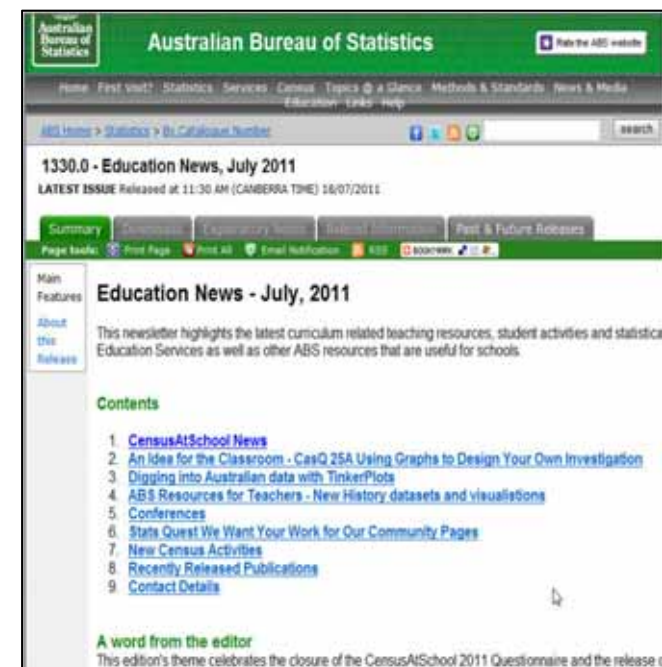 Australian
Bureau of
Statistics
Australian Bureau of Statistics
Rate the ABS website
Home First Visit? Statistics Services Census Topics @ a Glance Methods & Standards News & Media
Education Links Help
ABS Home > Statistics > By Catalogue Number
search
1330.0 - Education News, July 2011
LATEST ISSUE Released at 11:30 AM (CANBERRA TIME) 18/07/2011
Summary Downloads Explanatory Notes Related Information Past & Future Releases
Page tools: Print Page Print All Email Notification RSS BOOKMARK
Main
Features
About
this
Release
Education News - July, 2011
This newsletter highlights the latest curriculum related teaching resources, student activities and statistica
Education Services as well as other ABS resources that are useful for schools.
Contents
1. CensusAtSchool News
2. An Idea for the Classroom - CasQ 25A Using Graphs to Design Your Own Investigation
3. Digging into Australian data with TinkerPlots
4. ABS Resources for Teachers - New History datasets and visualistions
5. Conferences
6. Stats Quest We Want Your Work for Our Community Pages
7. New Census Activities
8. Recently Released Publications
9. Contact Details
A word from the editor
This edition's theme celebrates the closure of the CensusAtSchool 2011 Questionnaire and the release